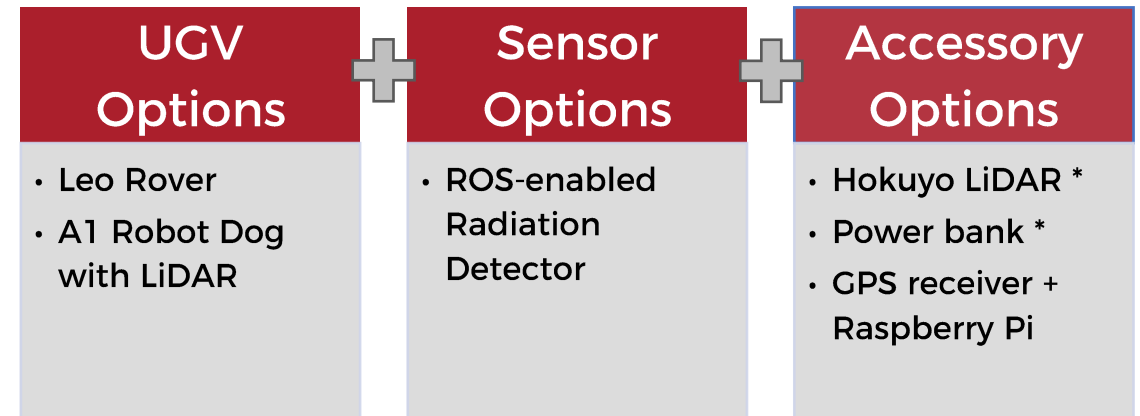 UGV
Options
• Leo Rover
• A1 Robot Dog
with LiDAR
Sensor
Options
• ROS-enabled
Radiation
Detector
Accessory
Options
• Hokuyo LiDAR *
• Power bank *
• GPS receiver +
Raspberry Pi